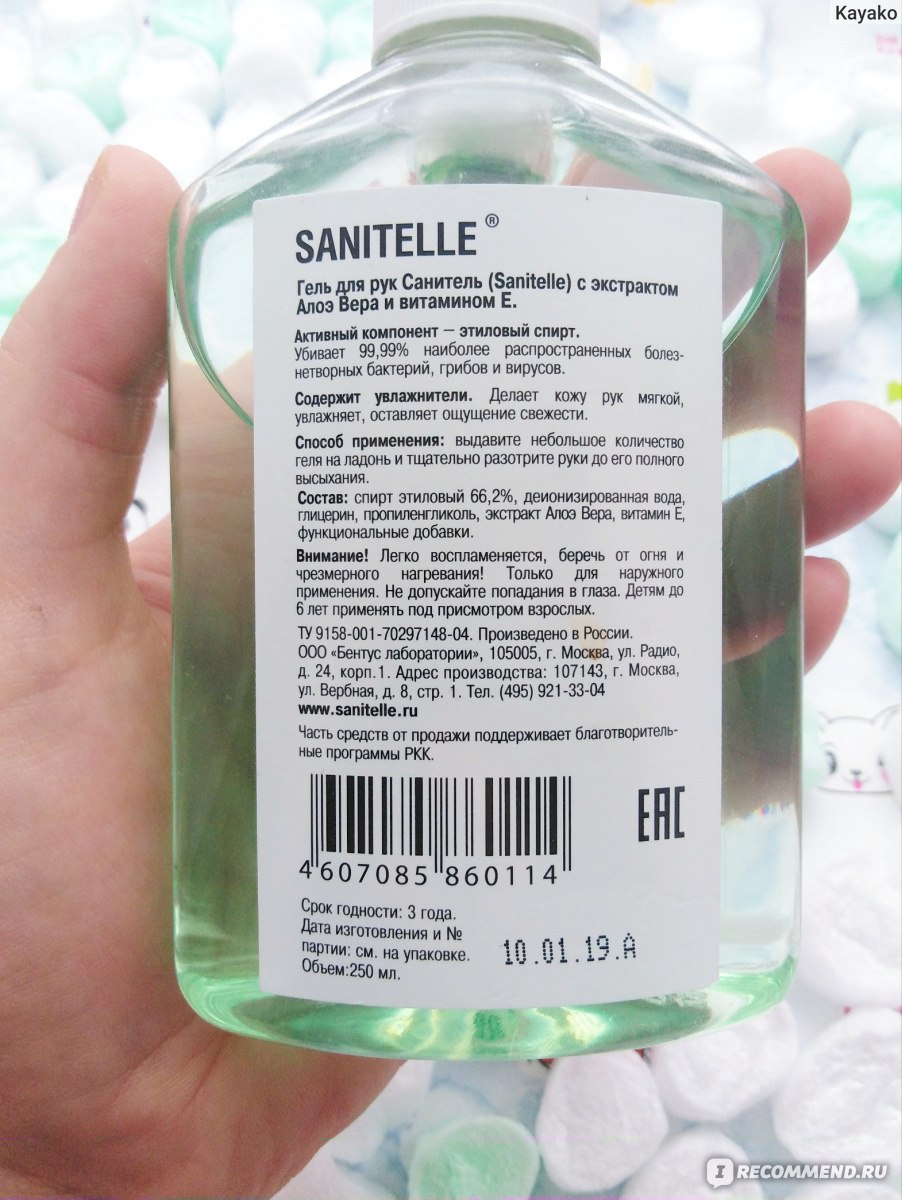 Kayako
SANITELLE®
Гель для рук Санитель (Sanitelle) с экстрактом
Алоэ Вера и витамином Е.
Активный компонент – этиловый спирт.
Убивает 99,99% наиболее распространенных болез-
нетворных бактерий, грибов и вирусов.
Содержит увлажнители. Делает кожу рук мягкой,
увлажняет, оставляет ощущение свежести.
Способ применения: выдавите небольшое количество
геля на ладонь и тщательно разотрите руки до его полного
высыхания.
Состав: спирт этиловый 66,2%, деионизированная вода,
глицерин, пропиленгликоль, экстракт Алоэ Вера, витамин Е,
функциональные добавки.
Внимание! Легко воспламеняется, беречь от огня и
чрезмерного нагревания! Только для наружного
применения. Не допускайте попадания в глаза. Детям до
6 лет применять под присмотром взрослых.
ТУ 9158-001-70297148-04. Произведено в России.
ООО «Бентус лаборатории», 105005, г. Москва, ул. Радио,
д. 24, корп.1. Адрес производства: 107143, г. Москва,
ул. Вербная, д. 8, стр. 1. Тел. (495) 921-33-04
www.sanitelle.ru
Часть средств от продажи поддерживает благотворитель-
ные программы РКК.
EAC
4 607085 860114
Срок годности: 3 года.
Дата изготовления и №
партии: см. на упаковке.
Объем:250 мл.
10.01.19.A
IRECOMMEND.RU